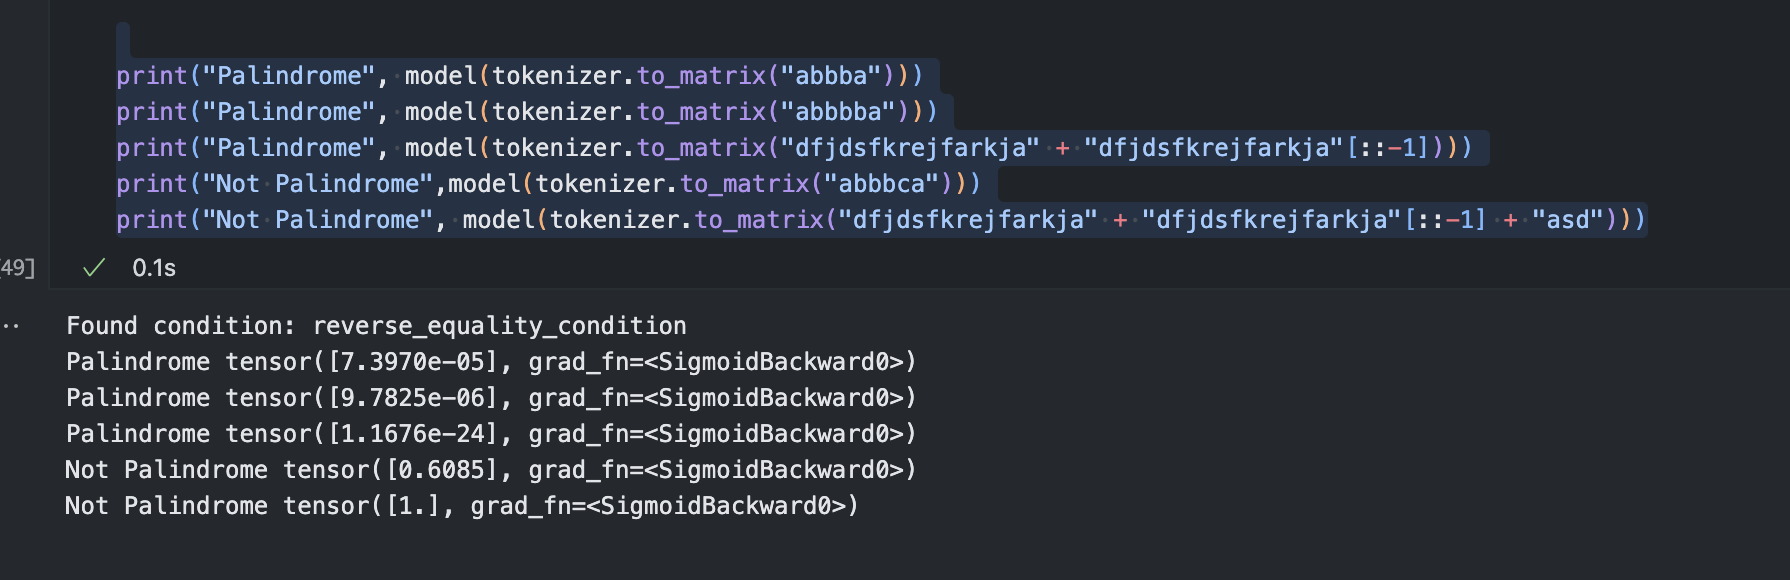 print("Palindrome", model(tokenizer.to_matrix("abbba")))
print("Palindrome", model(tokenizer.to_matrix("abbbba")))
print("Palindrome", model(tokenizer.to_matrix("dfjdsfkrejfarkja" + "dfjdsfkrejfarkja"[::-1])))
print("Not Palindrome",model(tokenizer.to_matrix("abbbca")))
print("Not Palindrome", model(tokenizer.to_matrix("dfjdsfkrejfarkja" + "dfjdsfkrejfarkja"[::-1] + "asd")))
49] ✓ 0.1s
Found condition: reverse_equality_condition
Palindrome tensor([7.3970e-05], grad_fn=<SigmoidBackward0>)
Palindrome tensor([9.7825e-06], grad_fn=<SigmoidBackward0>)
Palindrome tensor([1.1676e-24], grad_fn=<SigmoidBackward0>)
Not Palindrome tensor([0.6085], grad_fn=<SigmoidBackward0>)
Not Palindrome tensor([1.], grad_fn=<SigmoidBackward0>)